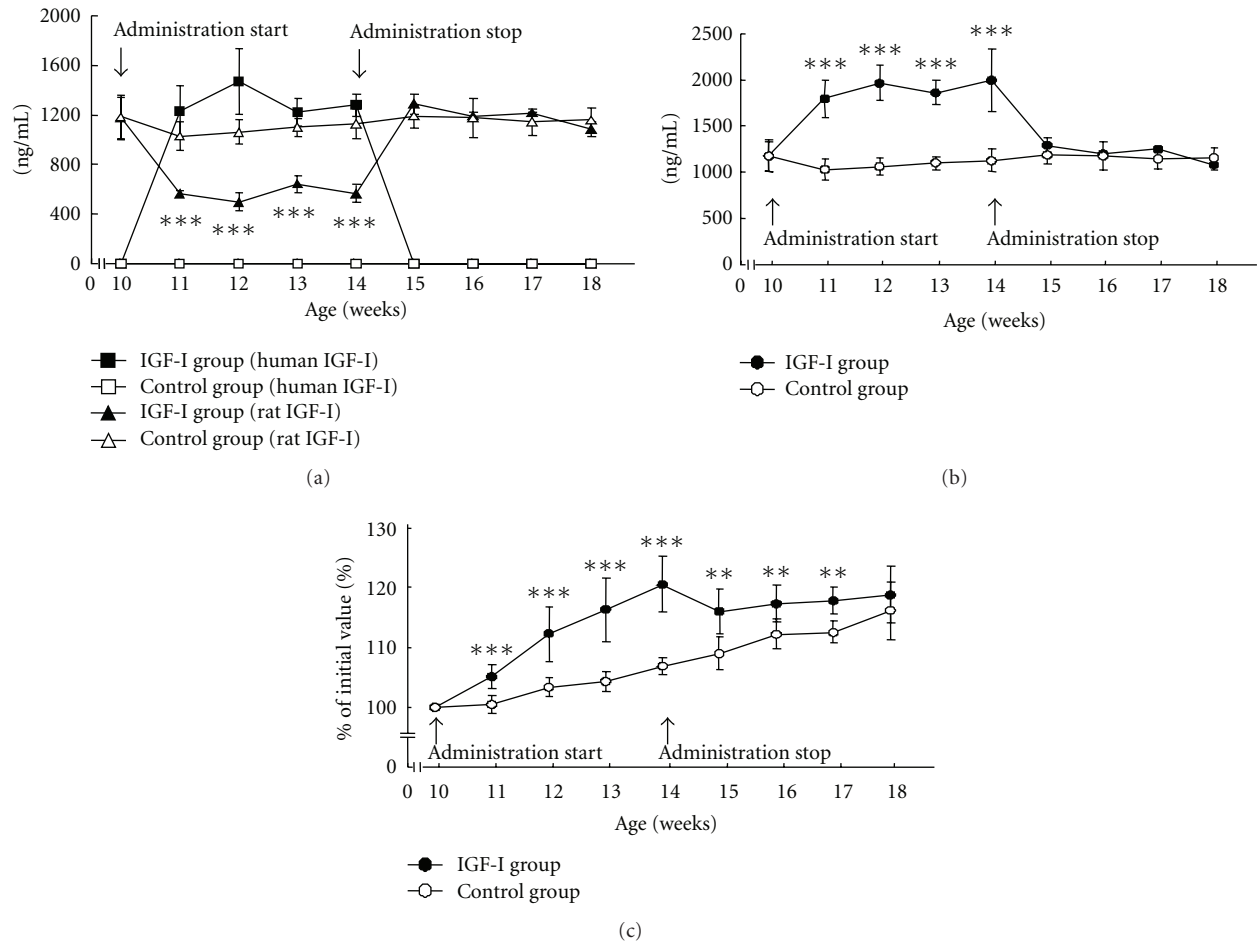 2000
1600
1200
800
400
0
(ng/mL)
Administration start
Administration stop
***
***
***
***
0 10 11 12 13 14 15 16 17 18
Age (weeks)
IGF-I group (human IGF-I)
Control group (human IGF-I)
IGF-I group (rat IGF-I)
Control group (rat IGF-I)
(a)
2500
2000
1500
1000
500
0
(ng/mL)
***
***
***
***
Administration start
Administration stop
0 10 11 12 13 14 15 16 17 18
Age (weeks)
IGF-I group
Control group
(b)
130
120
110
100
0
% of initial value (%)
***
***
***
***
**
**
**
Administration start
Administration stop
0 10 11 12 13 14 15 16 17 18
Age (weeks)
IGF-I group
Control group
(c)